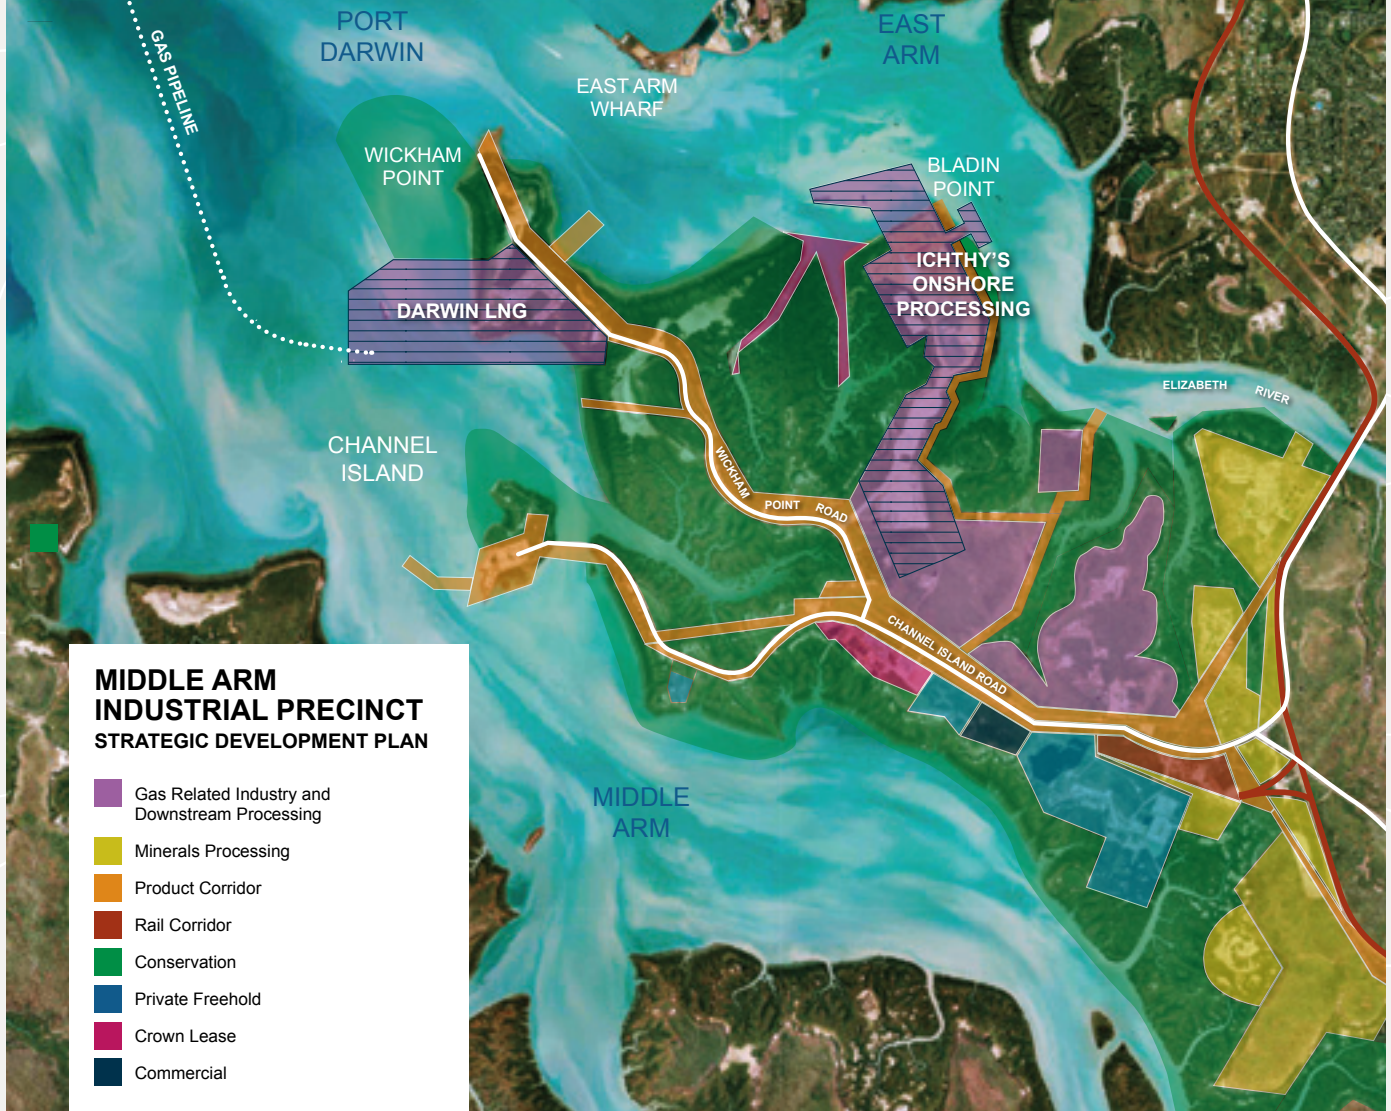 PORT
DARWIN
EAST
ARM
GAS PIPELINE
EAST ARM
WHARF
WICKHAM
POINT
BLADIN
POINT
ICHTHY'S
ONSHORE
PROCESSING
DARWIN LNG
ELIZABETH RIVER
CHANNEL
ISLAND
WICKHAM POINT ROAD
CHANNEL ISLAND ROAD
MIDDLE
ARM
MIDDLE ARM
INDUSTRIAL PRECINCT
STRATEGIC DEVELOPMENT PLAN
Gas Related Industry and
Downstream Processing
Minerals Processing
Product Corridor
Rail Corridor
Conservation
Private Freehold
Crown Lease
Commercial